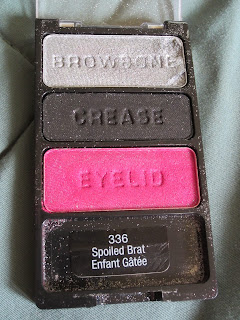 BROWBONE
CREASE
EYELID
336
Spoiled Brat
Enfant Gâtée